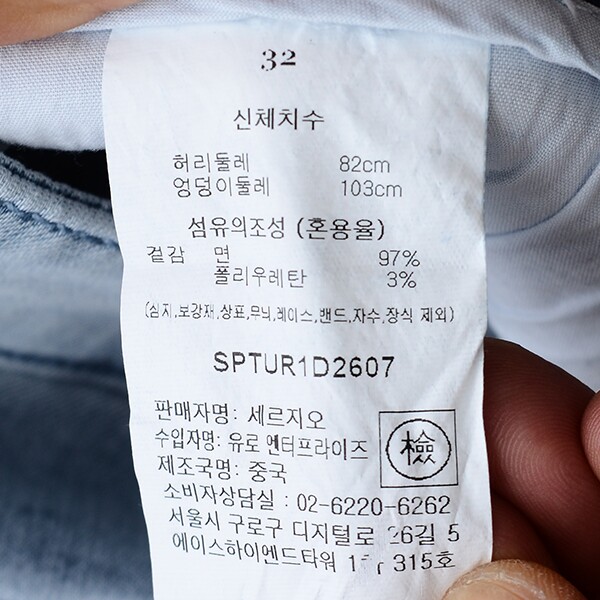 32
신체치수
허리둘레 82cm
엉덩이둘레 103cm
섬유의조성 (혼용율)
겉감 면 97%
폴리우레탄 3%
(심지,보강재,상표,무늬,레이스,밴드,자수,장식 제외)
SPTUR1D2607
판매자명: 세르지오
수입자명: 유로 엔터프라이즈
檢
제조국명: 중국
소비자상담실 : 02-6220-6262
서울시 구로구 디지털로 26길 5
에이스하이엔드타워 315호